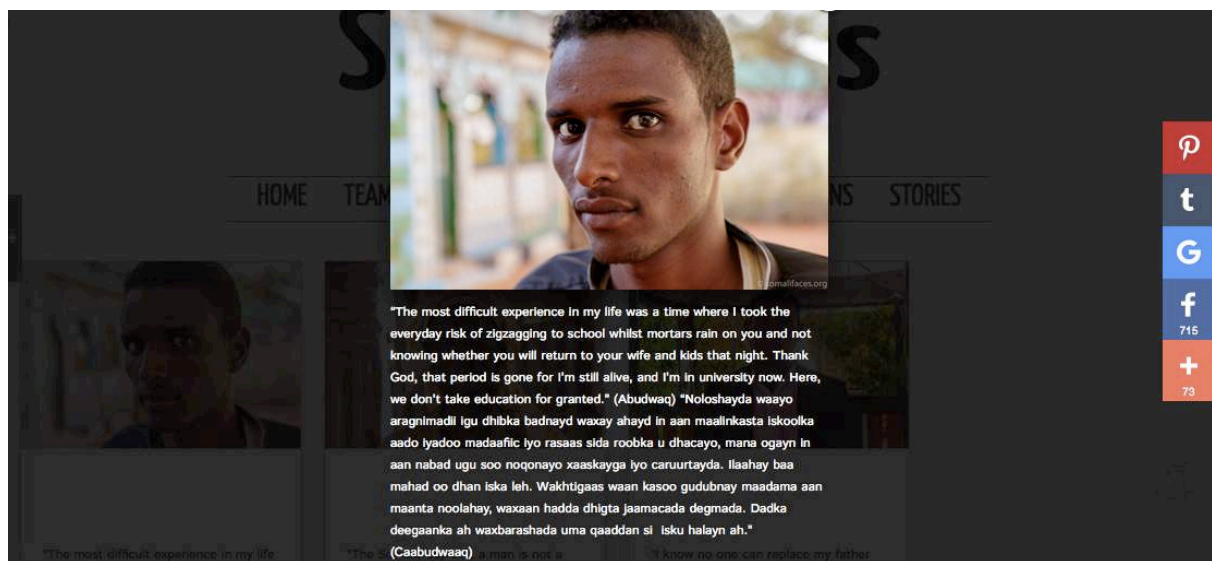 HOME
TEAM
NS
STORIES
©somalifaces.org
"The most difficult experience in my life was a time where I took the
everyday risk of zigzagging to school whilst mortars rain on you and not
knowing whether you will return to your wife and kids that night. Thank
God, that period is gone for I'm still alive, and I'm in university now. Here,
we don't take education for granted." (Abudwaq) "Noloshayda waayo
aragnimadii igu dhibka badnayd waxay ahayd in aan maalinkasta iskoolka
aado iyadoo madaafiic iyo rasaas sida roobka u dhacayo, mana ogayn in
aan nabad ugu soo noqonayo xaaskayga iyo caruurtayda. Ilaahay baa
mahad oo dhan iska leh. Wakhtigaas waan kasoo gudubnay maadama aan
maanta noolahay, waxaan hadda dhigta jaamacada degmada. Dadka
deegaanka ah waxbarashada uma qaaddan si isku halayn ah."
(Caabudwaaq)
"The most difficult experience in my life
"The S
a man is not a
"I know no one can replace my father
t
G
f
715
+
73